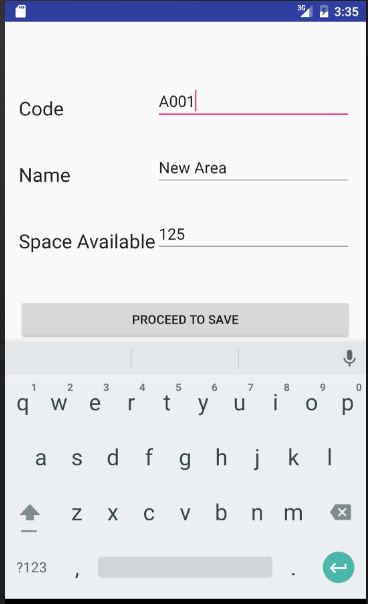 3G 3:35
Code A001
Name New Area
Space Available 125
PROCEED TO SAVE
1 2 3 4 5 6 7 8 9 0
q w e r t y u i o p
a s d f g h j k l
z x c v b n m
?123 , .